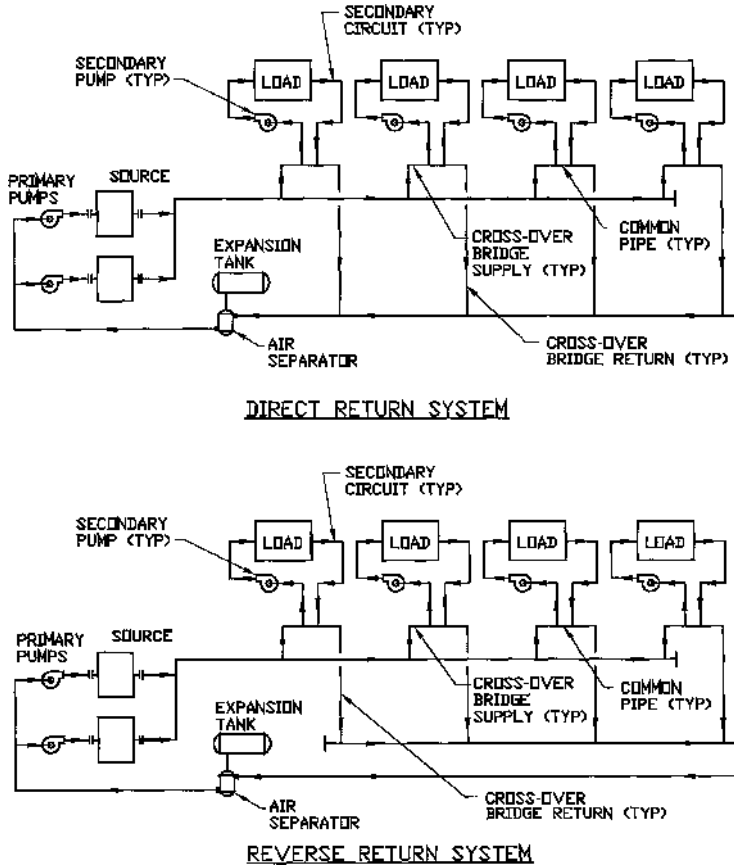 SECONDARY
CIRCUIT (TYP)
SECONDARY
PUMP (TYP)
LOAD
LOAD
LOAD
LOAD
PRIMARY
PUMPS
SOURCE
EXPANSION
TANK
CROSS-OVER
BRIDGE
SUPPLY (TYP)
COMMON
PIPE (TYP)
AIR
SEPARATOR
CROSS-OVER
BRIDGE RETURN (TYP)
DIRECT RETURN SYSTEM
SECONDARY
CIRCUIT (TYP)
SECONDARY
PUMP (TYP)
LOAD
LOAD
LOAD
LOAD
PRIMARY
PUMPS
SOURCE
EXPANSION
TANK
CROSS-OVER
BRIDGE
SUPPLY (TYP)
COMMON
PIPE (TYP)
AIR
SEPARATOR
CROSS-OVER
BRIDGE RETURN (TYP)
REVERSE RETURN SYSTEM